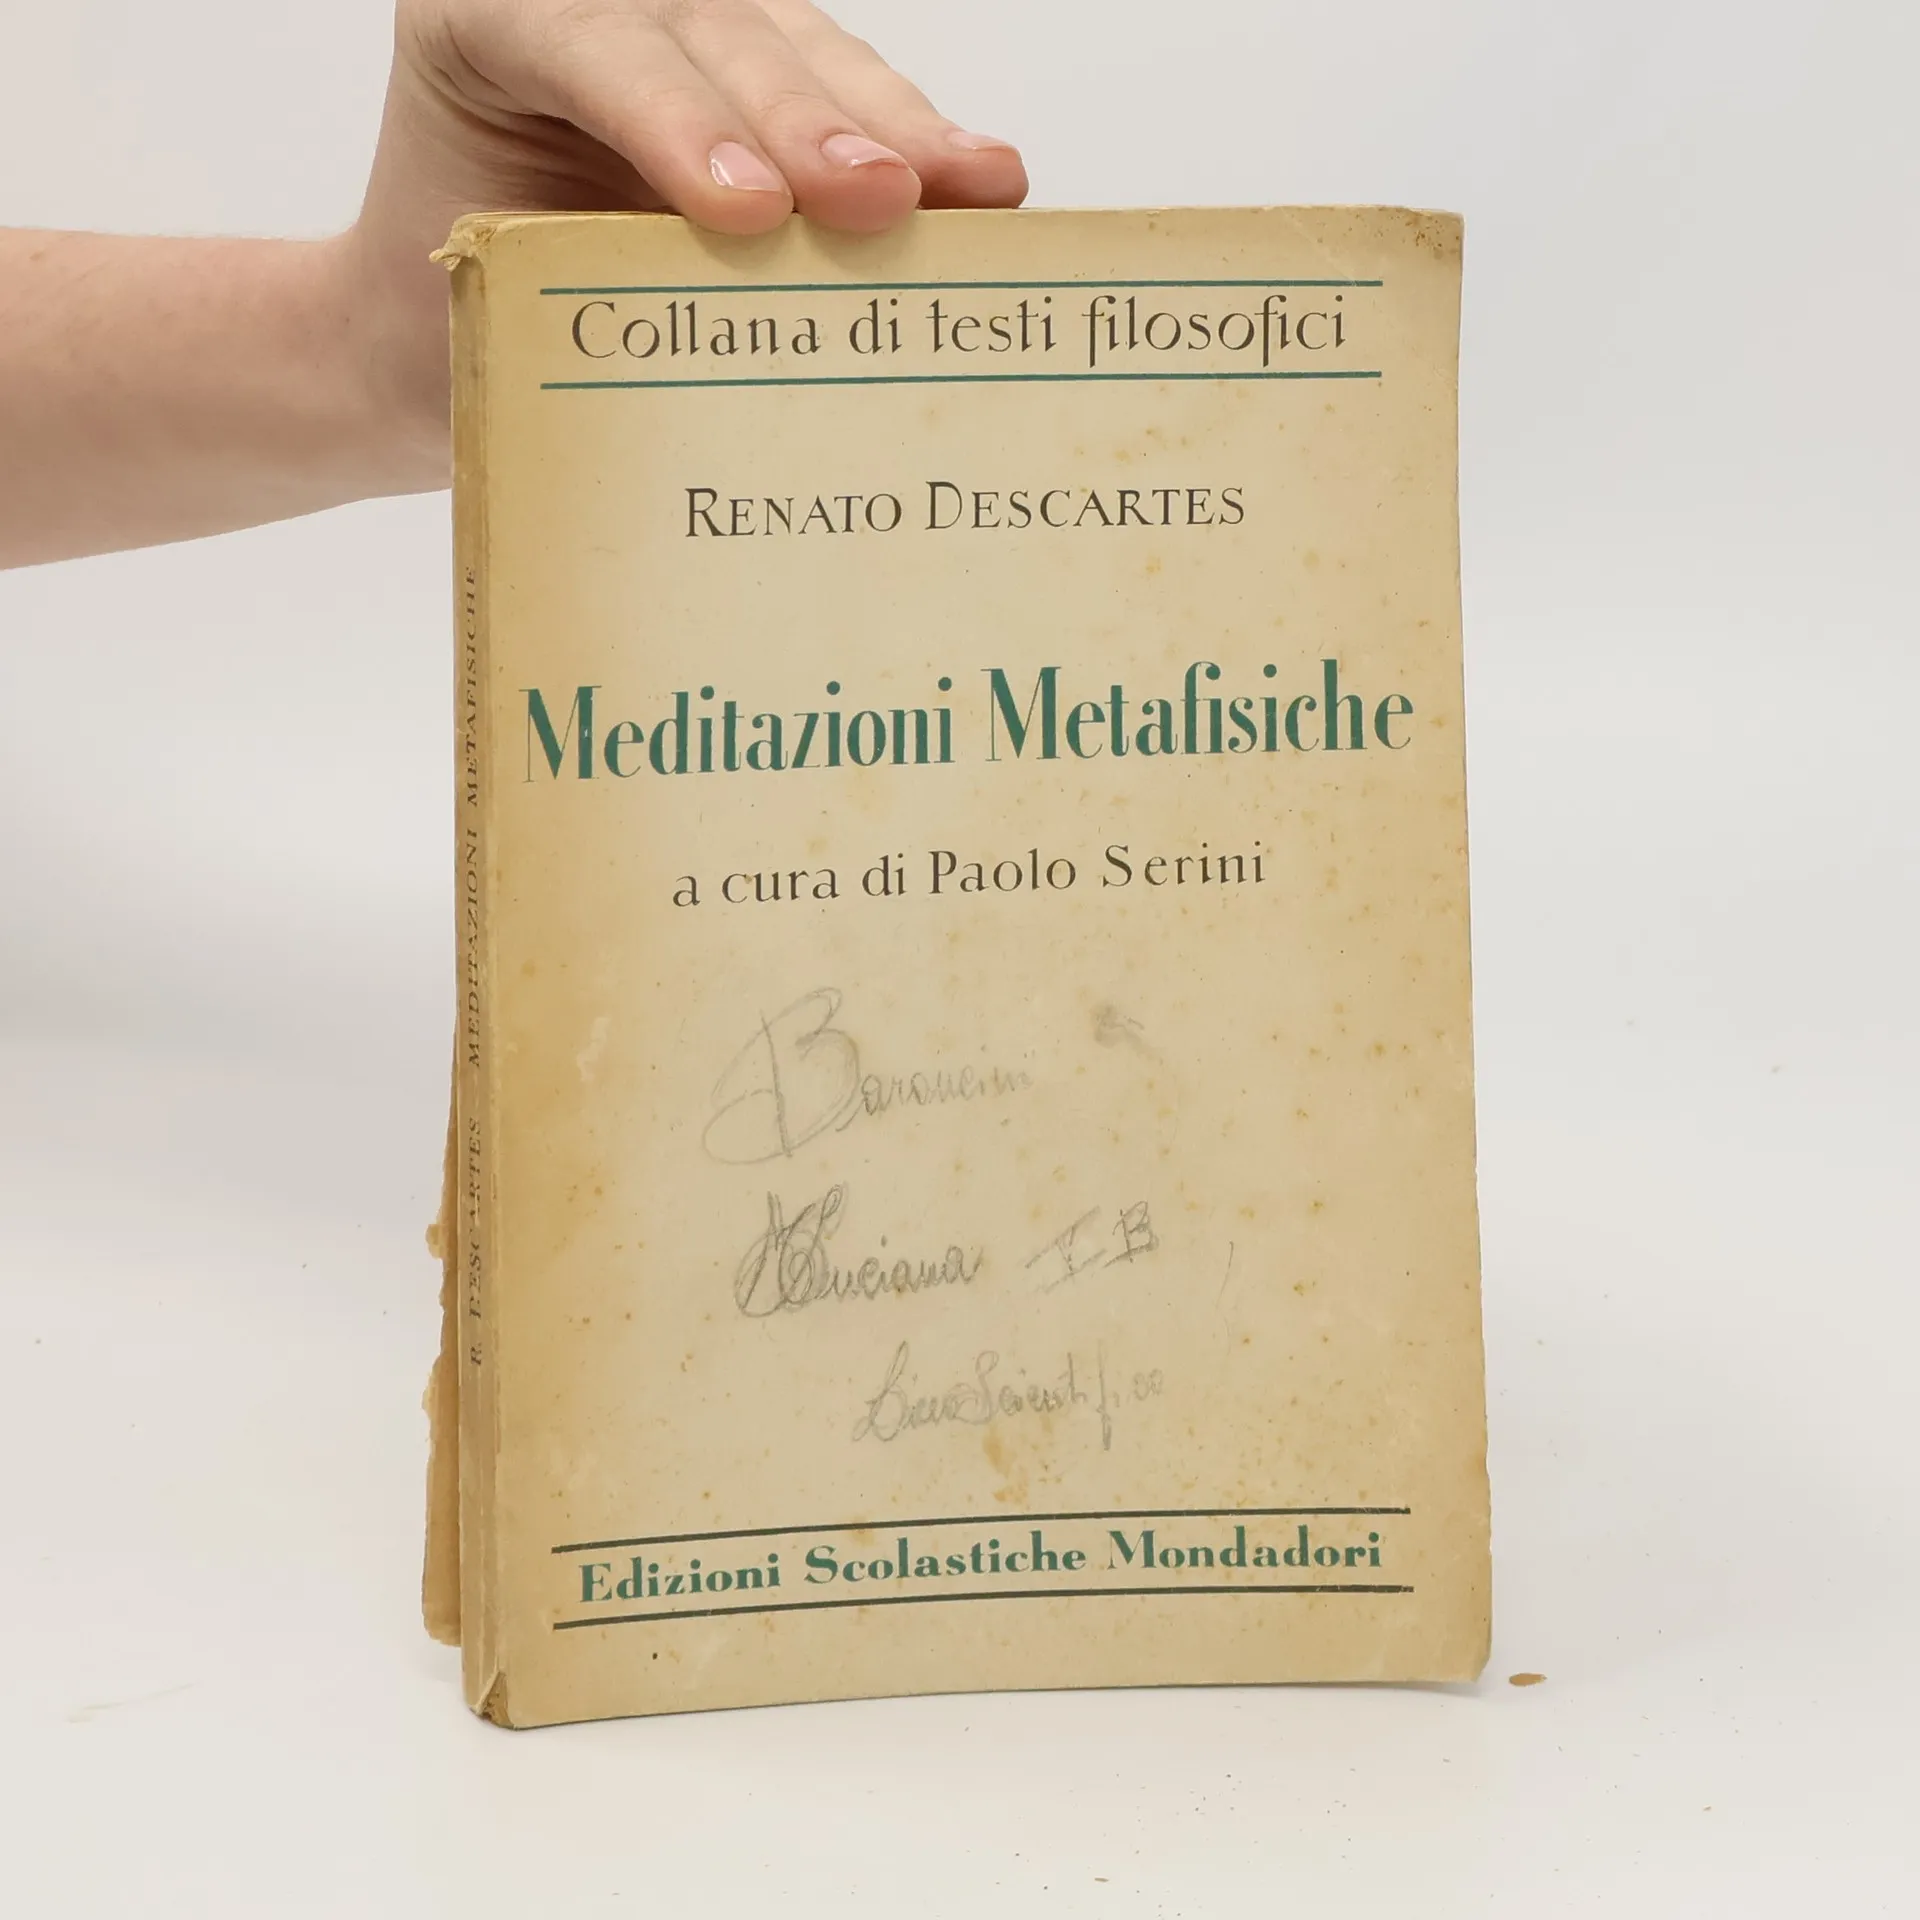 Collana di testi filosofici
RENATO DESCARTES
Meditazioni Metafisiche
a cura di Paolo Serini
Baroncini
Luciana I B
Liceo Scientifico
Edizioni Scolastiche Mondadori
R. DESCARTES MEDITAZIONI METAFISICHE